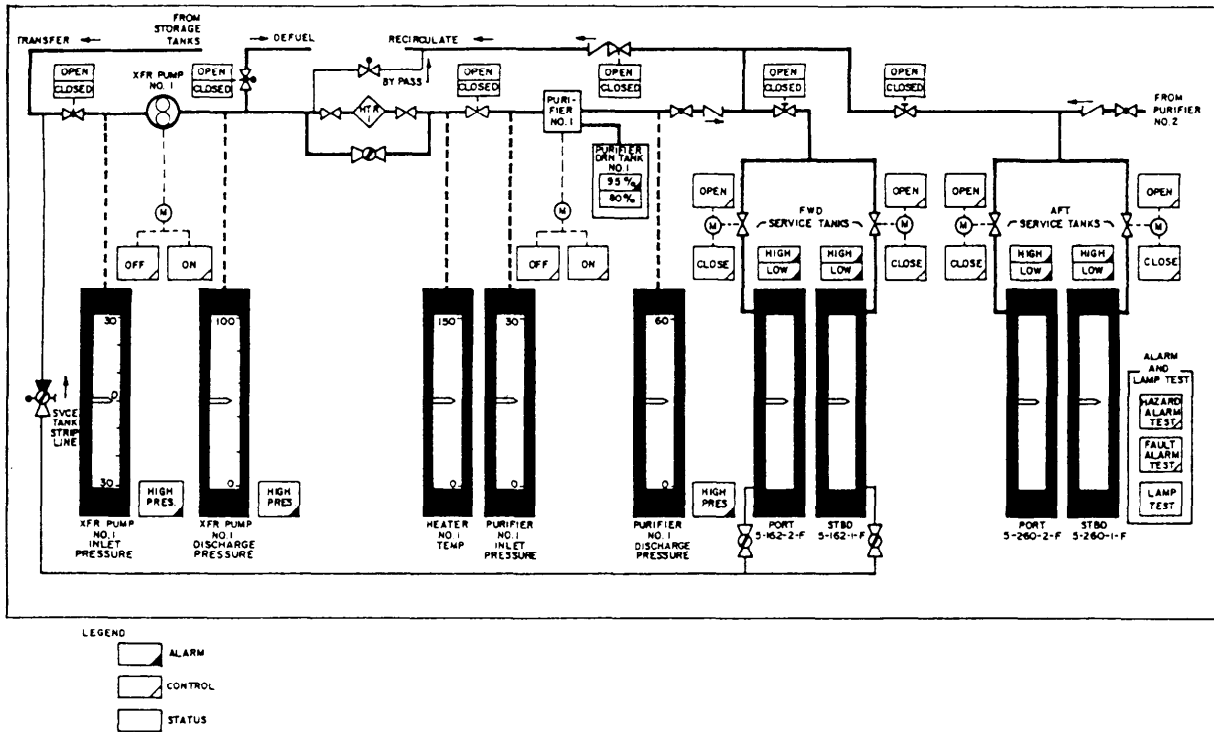 FROM
STORAGE
TANKS
TRANSFER
DEFUEL
RECIRCULATE
XFR PUMP
NO. 1
OPEN
CLOSED
OPEN
CLOSED
BY PASS
OPEN
CLOSED
OPEN
CLOSED
OPEN
CLOSED
OPEN
CLOSED
HTR
1
PURI-
FIER
NO. 1
FROM
PURIFIER
NO. 2
PURIFIER
DRN TANK
NO. 1
95 %
80 %
M
OFF
ON
M
OFF
ON
OPEN
M
CLOSE
FWD
SERVICE TANKS
HIGH
LOW
HIGH
LOW
OPEN
M
CLOSE
OPEN
M
CLOSE
AFT
SERVICE TANKS
HIGH
LOW
HIGH
LOW
OPEN
M
CLOSE
30
0
30
100
0
150
0
30
0
60
0
SVCE
TANK
STRIP
LINE
HIGH
PRES.
HIGH
PRES.
HIGH
PRES.
XFR PUMP
NO. 1
INLET
PRESSURE
XFR PUMP
NO. 1
DISCHARGE
PRESSURE
HEATER
NO. 1
TEMP
PURIFIER
NO. 1
INLET
PRESSURE
PURIFIER
NO. 1
DISCHARGE
PRESSURE
PORT
5-162-2-F
STBD
5-162-1-F
PORT
5-260-2-F
STBD
5-260-1-F
ALARM
AND
LAMP TEST
HAZARD
ALARM
TEST
FAULT
ALARM
TEST
LAMP
TEST
LEGEND
ALARM
CONTROL
STATUS